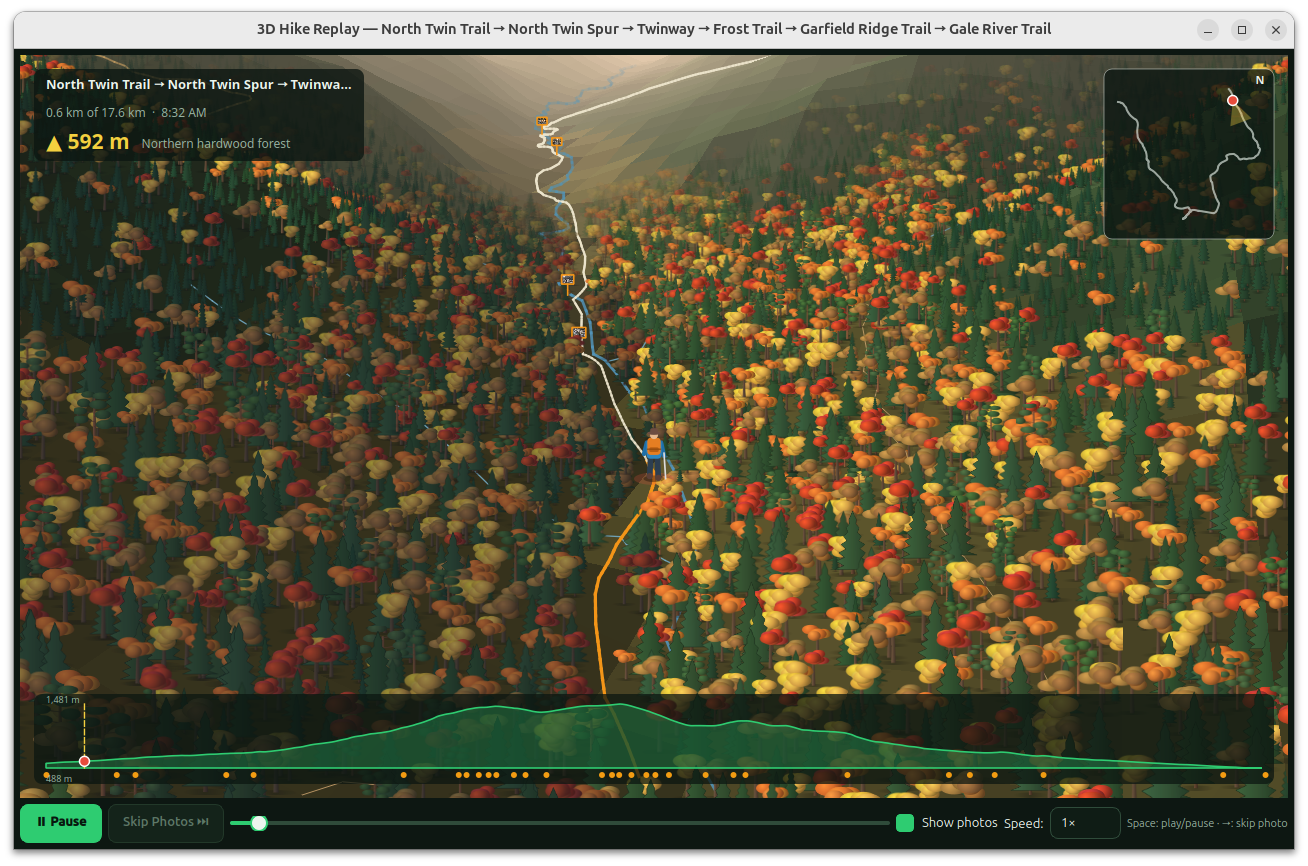 3D Hike Replay — North Twin Trail → North Twin Spur → Twinway → Frost Trail → Garfield Ridge Trail → Gale River Trail
North Twin Trail → North Twin Spur → Twinwa...
0.6 km of 17.6 km · 8:32 AM
▲ 592 m Northern hardwood forest
N
1,481 m
488 m
Pause
Skip Photos
Show photos
Speed:
1×
Space: play/pause · →: skip photo